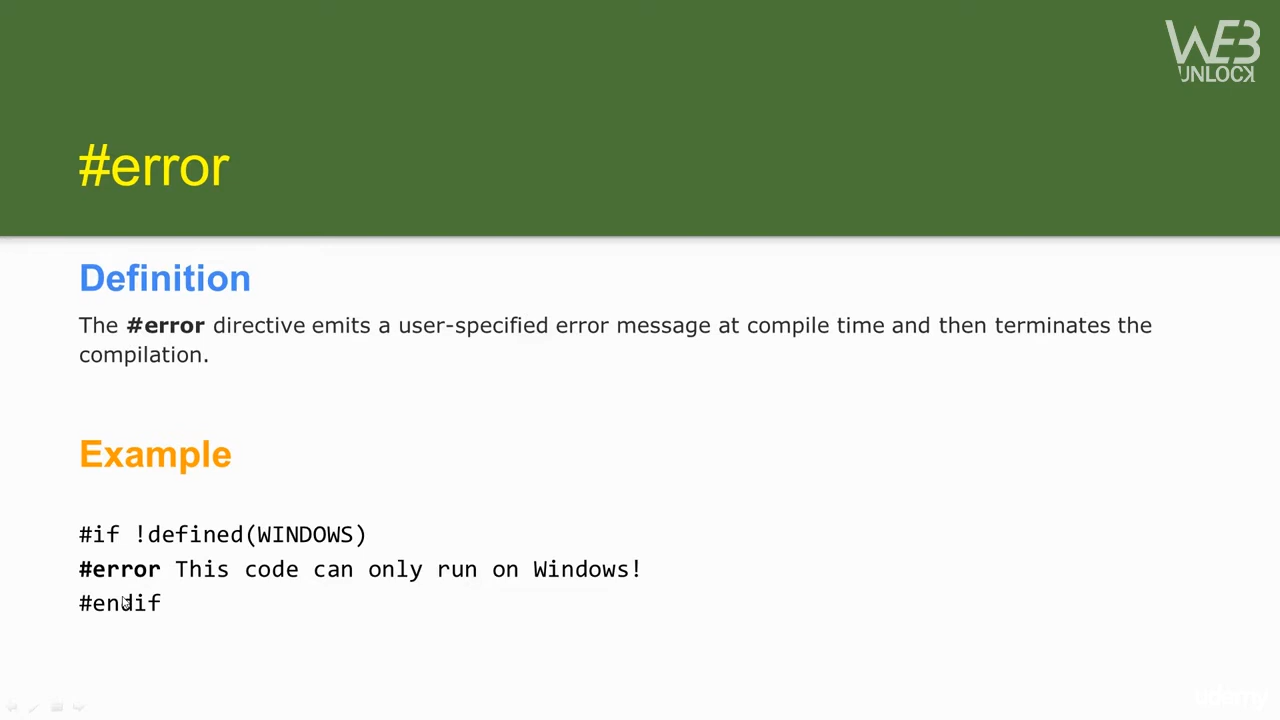 WEB
UNLOCK
#error
Definition
The #error directive emits a user-specified error message at compile time and then terminates the
compilation.
Example
#if !defined(WINDOWS)
#error This code can only run on Windows!
#endif
udemy